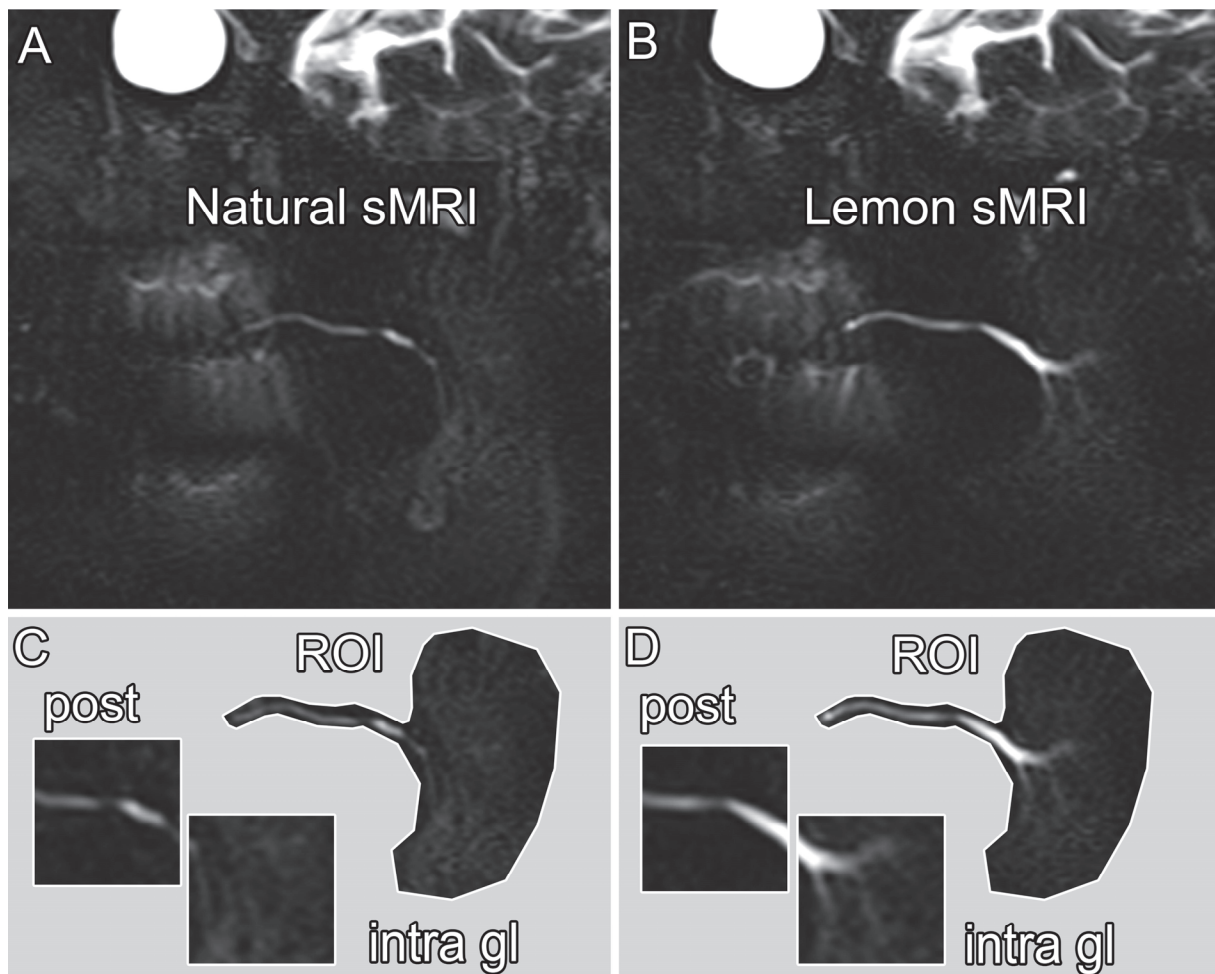 A
Natural sMRI
B
Lemon sMRI
C
ROI
post
intra gl
D
ROI
post
intra gl